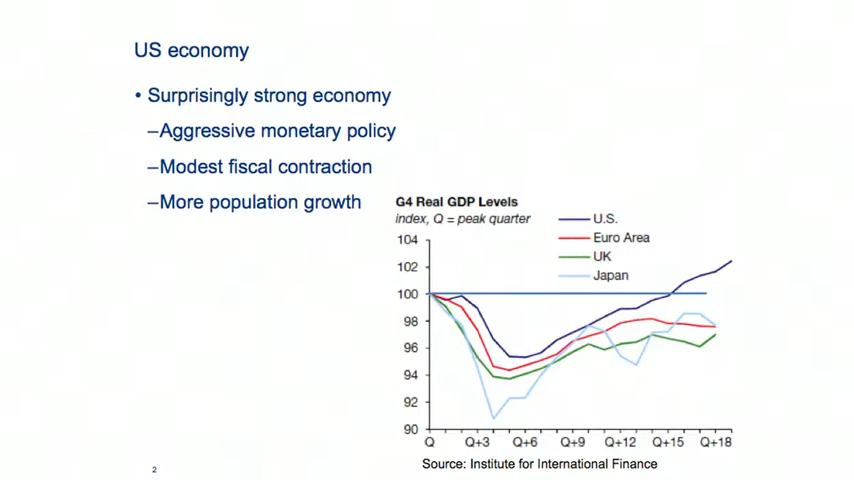 US economy
• Surprisingly strong economy
–Aggressive monetary policy
–Modest fiscal contraction
–More population growth
G4 Real GDP Levels
index, Q = peak quarter
U.S.
Euro Area
UK
Japan
104
102
100
98
96
94
92
90
Q Q+3 Q+6 Q+9 Q+12 Q+15 Q+18
Source: Institute for International Finance
2